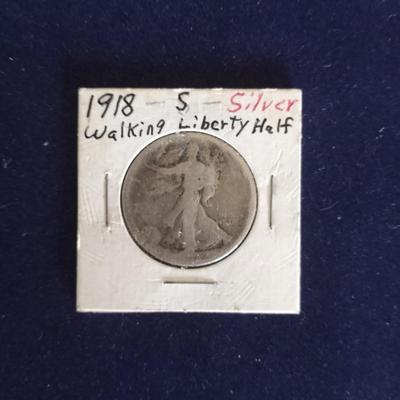 1918 - S - Silver
Walking Liberty Half